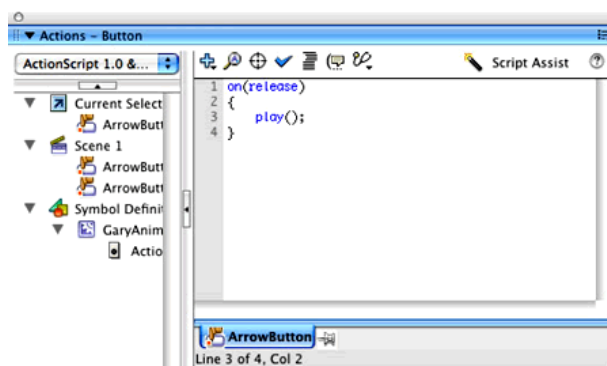 Actions – Button
ActionScript 1.0 &...
Script Assist
Current Select
ArrowButt
Scene 1
ArrowButt
ArrowButt
Symbol Definit
GaryAnim
Actio
1 on(release)
2 {
3 play();
4 }
ArrowButton
Line 3 of 4, Col 2